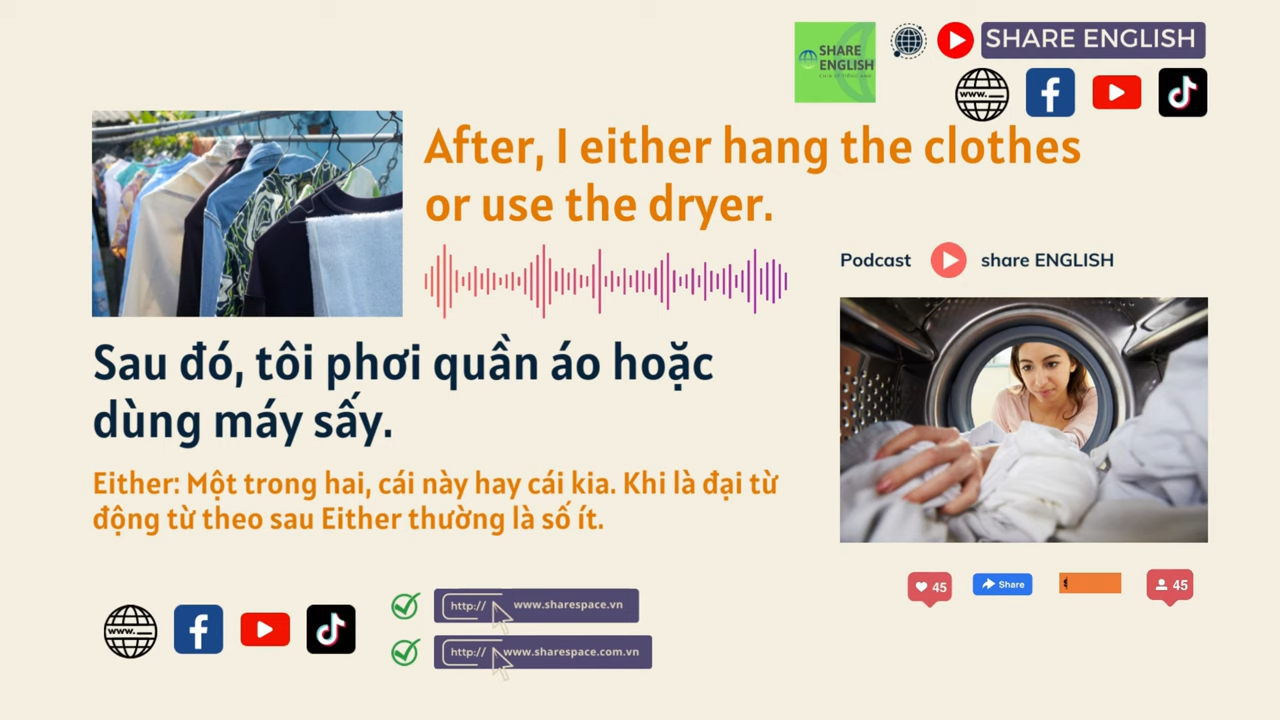 SHARE
ENGLISH
SHARE ENGLISH
www.
After, I either hang the clothes
or use the dryer.
Podcast
share ENGLISH
Sau đó, tôi phơi quần áo hoặc
dùng máy sấy.
Either: Một trong hai, cái này hay cái kia. Khi là đại từ
động từ theo sau Either thường là số ít.
45
Share
45
www.
http://
www.sharespace.vn
http://
www.sharespace.com.vn